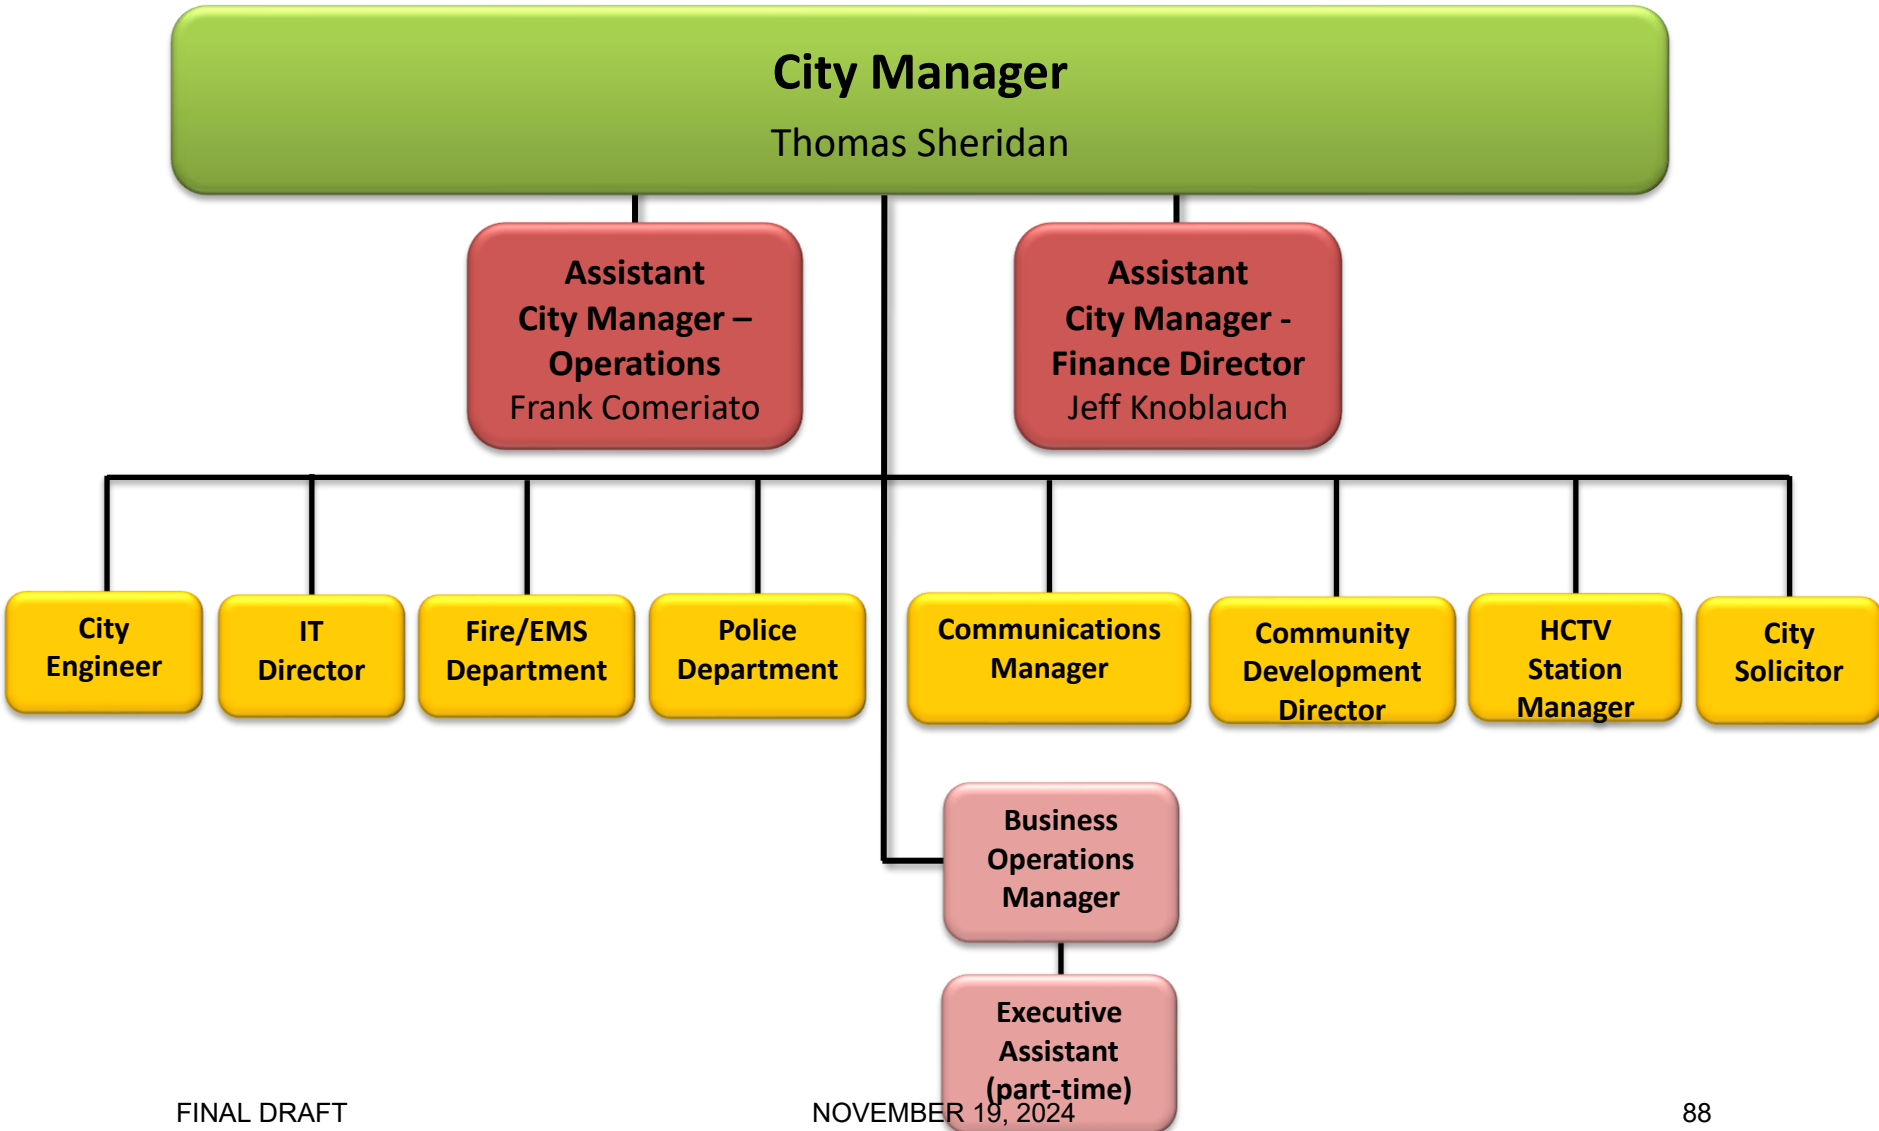 City Manager
Thomas Sheridan
Assistant
City Manager –
Operations
Frank Comeriato
Assistant
City Manager -
Finance Director
Jeff Knoblauch
City
Engineer
IT
Director
Fire/EMS
Department
Police
Department
Communications
Manager
Community
Development
Director
HCTV
Station
Manager
City
Solicitor
Business
Operations
Manager
Executive
Assistant
(part-time)
FINAL DRAFT
NOVEMBER 19, 2024
88